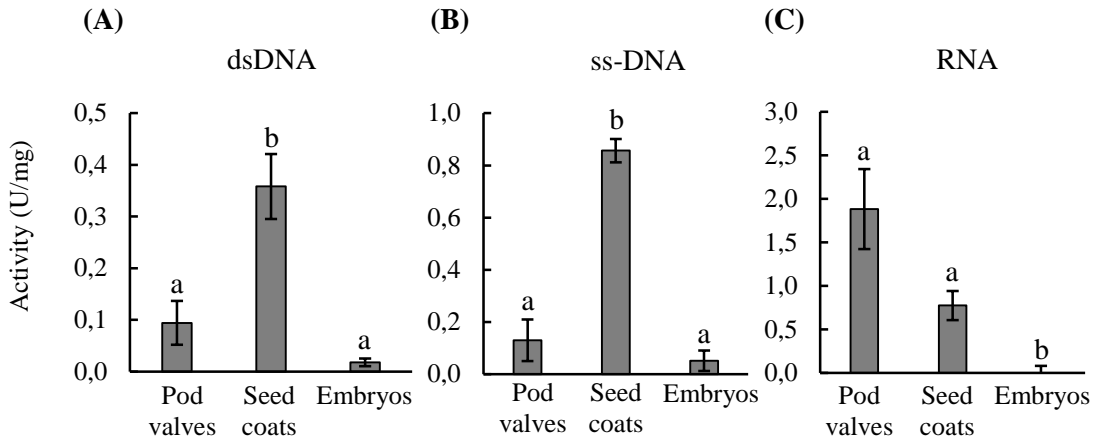 (A)
dsDNA
Activity (U/mg)
0,5
0,4
0,3
0,2
0,1
0,0
a
b
a
Pod
valves
Seed
coats
Embryos
(B)
ss-DNA
1,0
0,8
0,6
0,4
0,2
0,0
a
b
a
Pod
valves
Seed
coats
Embryos
(C)
RNA
3,0
2,5
2,0
1,5
1,0
0,5
0,0
a
a
b
Pod
valves
Seed
coats
Embryos